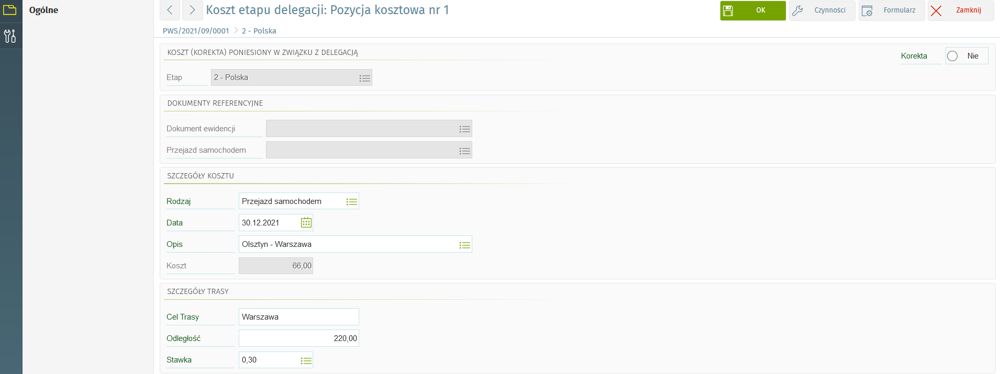 Ogólne
Koszt etapu delegacji: Pozycja kosztowa nr 1
OK
Czynności
Formularz
Zamknij
PWS/2021/09/0001 > 2 - Polska
KOSZT (KOREKTA) PONIESIONY W ZWIĄZKU Z DELEGACJĄ
Korekta Nie
Etap 2 - Polska
DOKUMENTY REFERENCYJNE
Dokument ewidencji
Przejazd samochodem
SZCZEGÓŁY KOSZTU
Rodzaj Przejazd samochodem
Data 30.12.2021
Opis Olsztyn - Warszawa
Koszt 66,00
SZCZEGÓŁY TRASY
Cel Trasy Warszawa
Odległość 220,00
Stawka 0,30